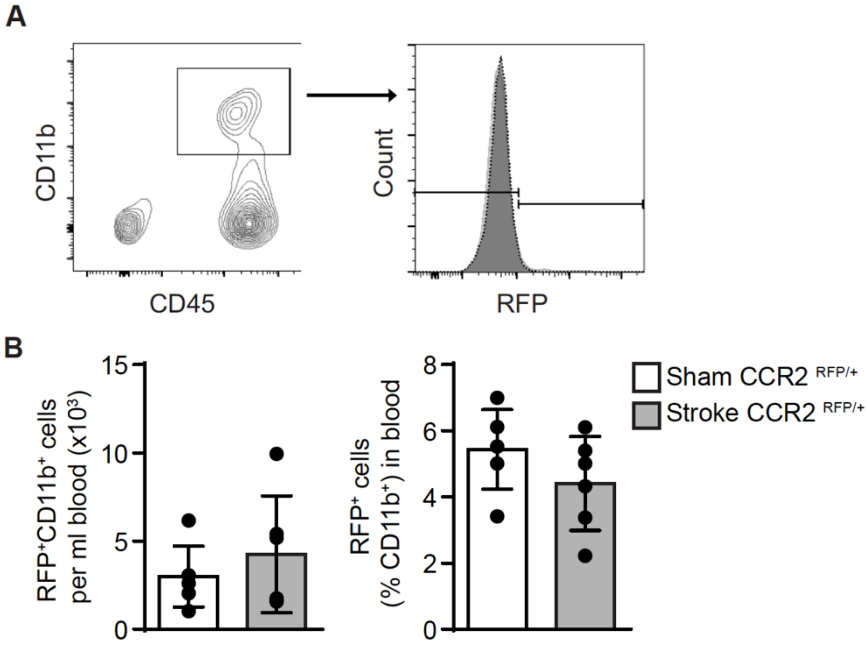 A
CD11b
CD45
Count
RFP
B
RFP⁺CD11b⁺ cells
per ml blood (x10³)
15
10
5
0
RFP⁺ cells
(% CD11b⁺) in blood
8
6
4
2
0
Sham CCR2 ᴿᶠᴾ/⁺
Stroke CCR2 ᴿᶠᴾ/⁺